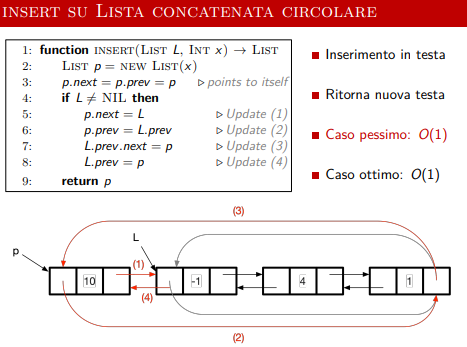 INSERT SU LISTA CONCATENATA CIRCOLARE
1: function INSERT(LIST L, INT x) → LIST
2: LIST p = NEW LIST(x)
3: p.next = p.prev = p ▷ points to itself
4: if L ≠ NIL then
5: p.next = L ▷ Update (1)
6: p.prev = L.prev ▷ Update (2)
7: L.prev.next = p ▷ Update (3)
8: L.prev = p ▷ Update (4)
9: return p
Inserimento in testa
Ritorna nuova testa
Caso pessimo: O(1)
Caso ottimo: O(1)
(3)
p
L
(1)
10
-1
4
1
(4)
(2)